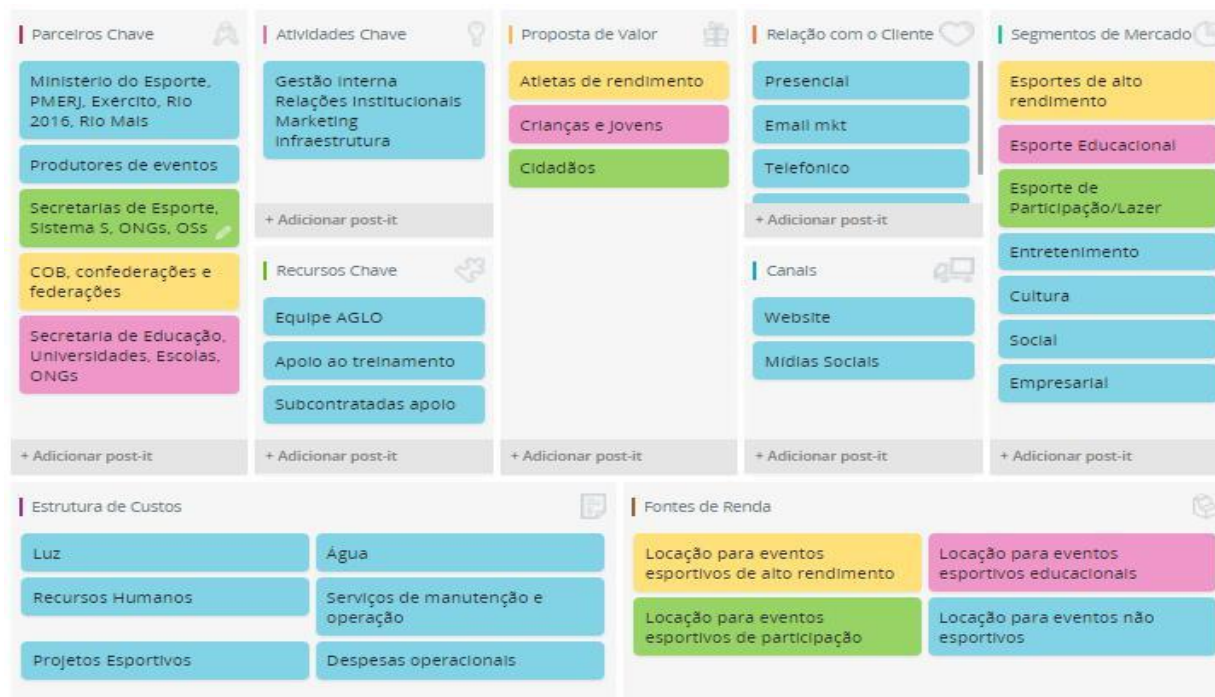 Parceiros Chave
Ministério do Esporte,
PMERJ, Exercito, Rio
2016, Rio Mais
Produtores de eventos
Secretarias de Esporte,
Sistema S, ONGs, OSs
COB, confederações e
federações
Secretaria de Educação,
Universidades, Escolas,
ONGs
+ Adicionar post-it
Atividades Chave
Gestão interna
Relações Institucionais
Marketing
Infraestrutura
+ Adicionar post-it
Recursos Chave
Equipe AGLO
Apoio ao treinamento
Subcontratadas apoio
+ Adicionar post-it
Proposta de Valor
Atletas de rendimento
Crianças e Jovens
Cidadãos
+ Adicionar post-it
Relação com o Cliente
Presencial
Email mkt
Telefônico
+ Adicionar post-it
Canais
Website
Mídias Sociais
+ Adicionar post-it
Segmentos de Mercado
Esportes de alto
rendimento
Esporte Educacional
Esporte de
Participação/Lazer
Entretenimento
Cultura
Social
Empresarial
+ Adicionar post-it
Estrutura de Custos
Luz
Água
Recursos Humanos
Serviços de manutenção e
operação
Projetos Esportivos
Despesas operacionais
Fontes de Renda
Locação para eventos
esportivos de alto rendimento
Locação para eventos
esportivos educacionais
Locação para eventos
esportivos de participação
Locação para eventos não
esportivos